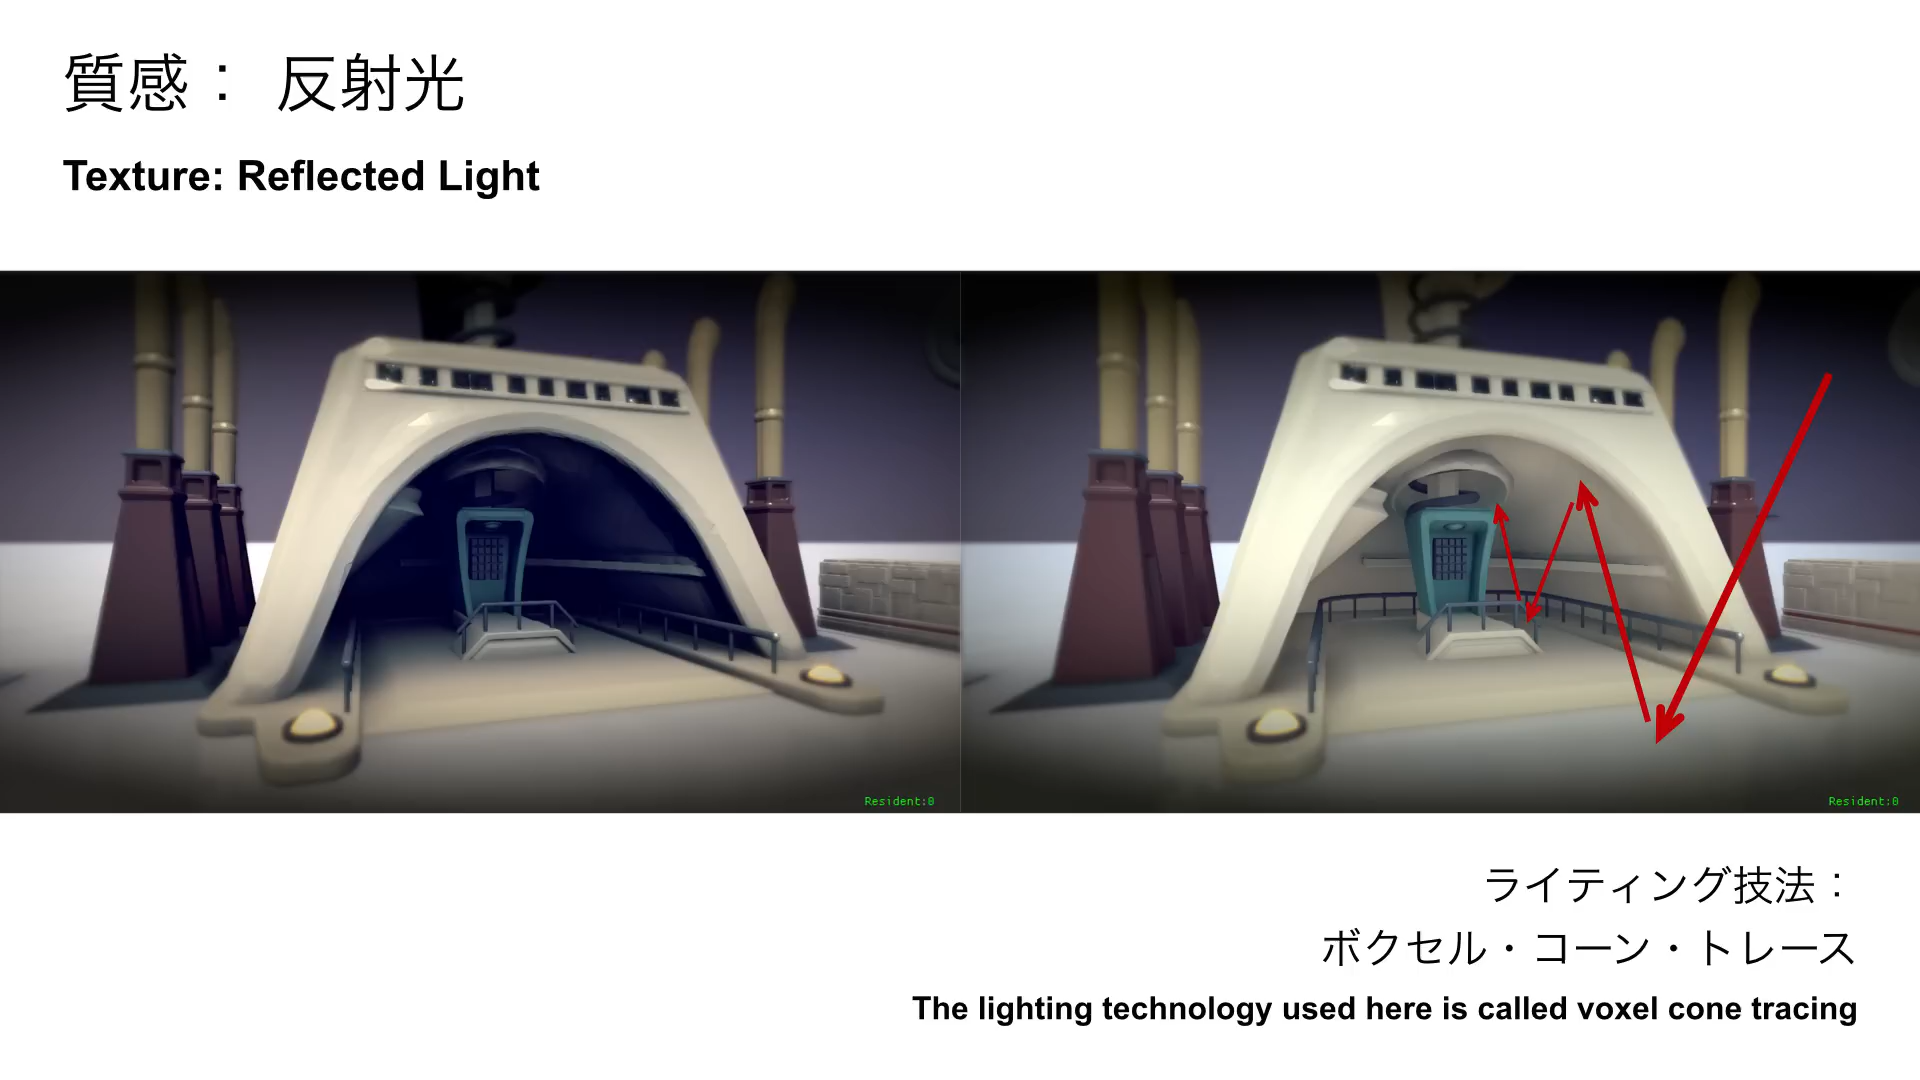 質感： 反射光
Texture: Reflected Light
Resident:0
Resident:0
ライティング技法：
ボクセル・コーン・トレース
The lighting technology used here is called voxel cone tracing